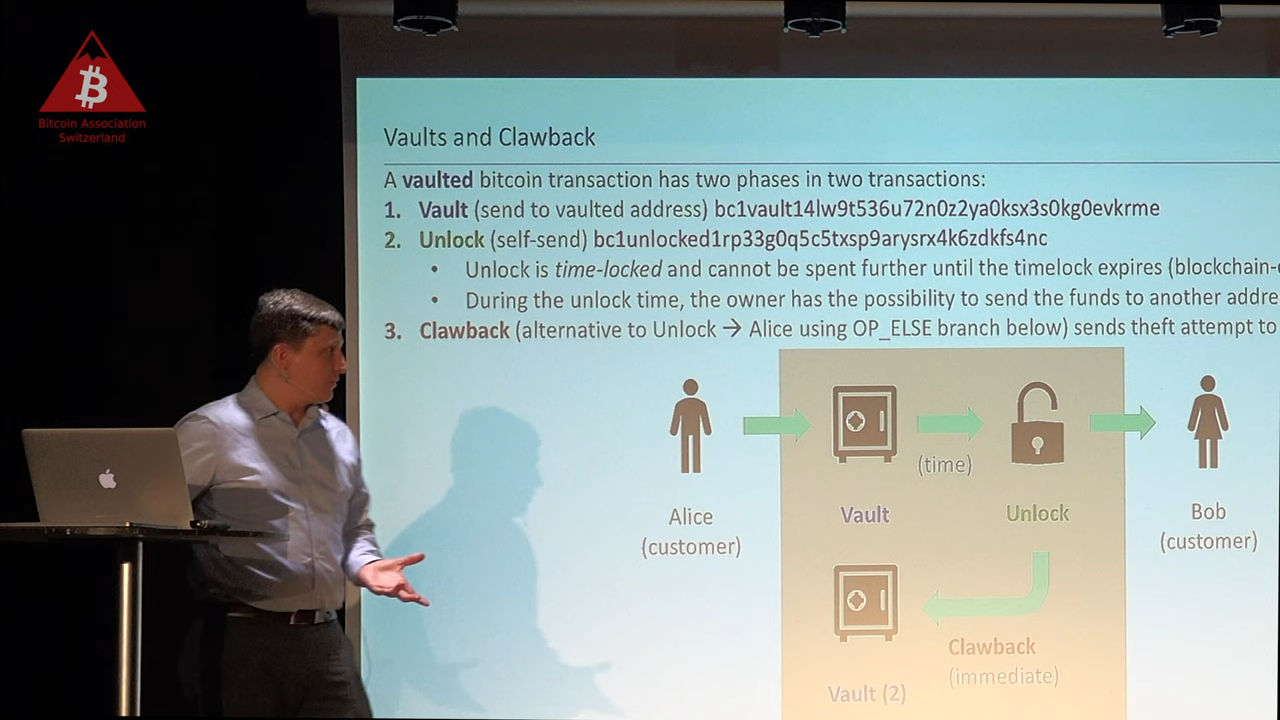 Bitcoin Association
Switzerland
Vaults and Clawback
A vaulted bitcoin transaction has two phases in two transactions:
1. Vault (send to vaulted address) bc1vault14lw9t536u72n0z2ya0ksx3s0kg0evkrme
2. Unlock (self-send) bc1unlocked1rp33g0q5c5txsp9arysrx4k6zdkfs4nc
• Unlock is time-locked and cannot be spent further until the timelock expires (blockchain-
• During the unlock time, the owner has the possibility to send the funds to another addre
3. Clawback (alternative to Unlock → Alice using OP_ELSE branch below) sends theft attempt to
(time)
Alice
(customer)
Vault
Unlock
Bob
(customer)
Clawback
(immediate)
Vault (2)